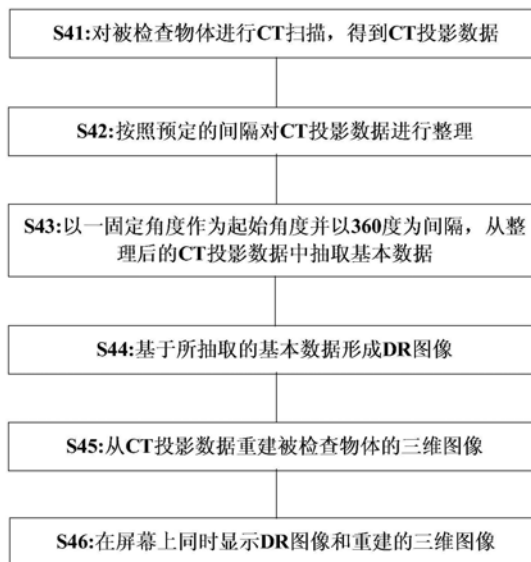 S41:对被检查物体进行CT扫描，得到CT投影数据
S42:按照预定的间隔对CT投影数据进行整理
S43:以一固定角度作为起始角度并以360度为间隔，从整
理后的CT投影数据中抽取基本数据
S44:基于所抽取的基本数据形成DR图像
S45:从CT投影数据重建被检查物体的三维图像
S46:在屏幕上同时显示DR图像和重建的三维图像